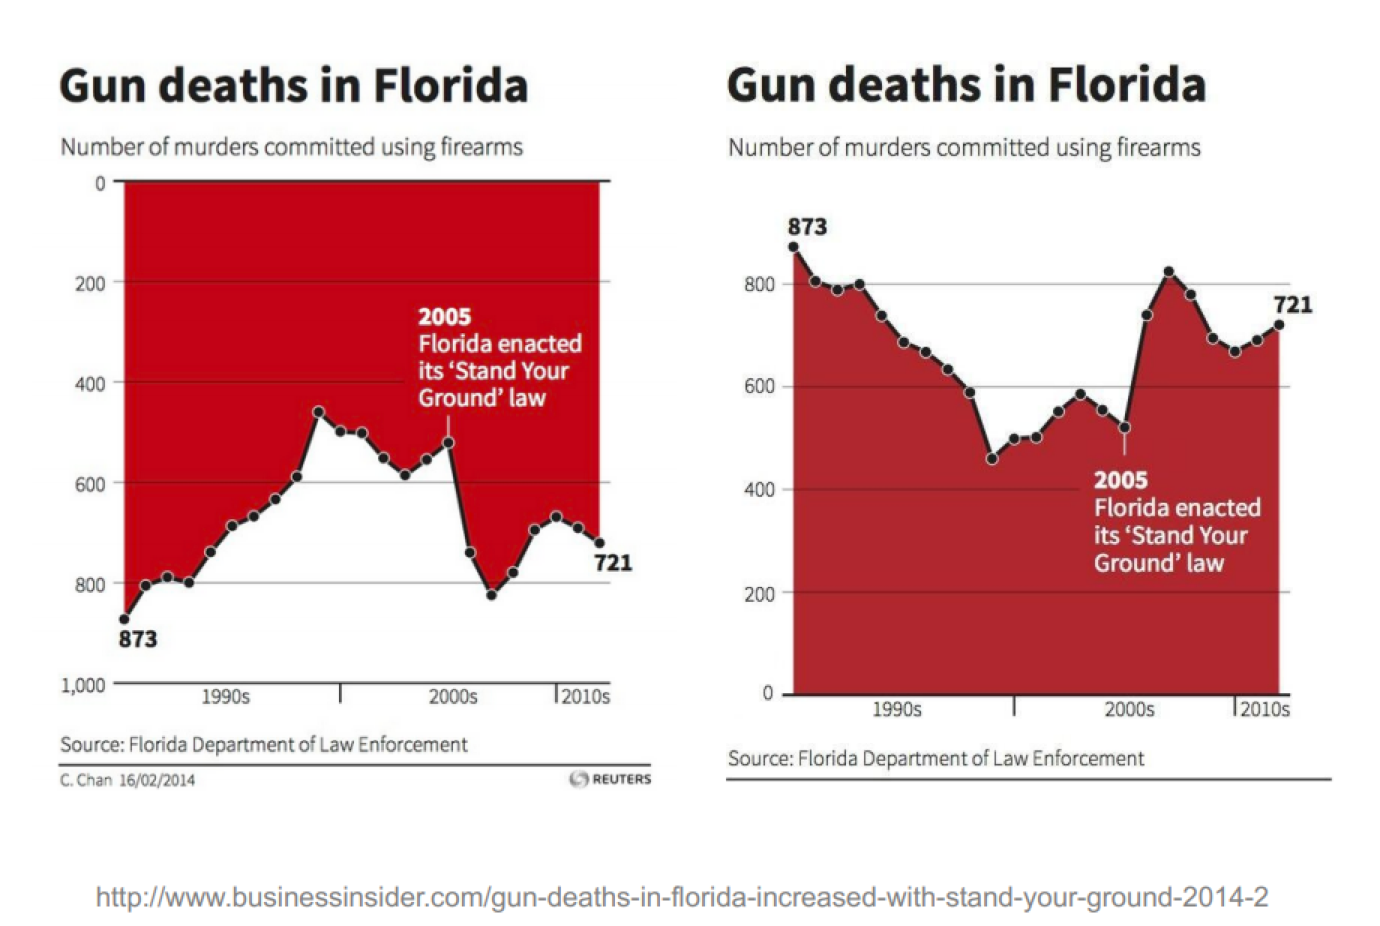 Gun deaths in Florida
Number of murders committed using firearms
0
200
400
600
800
1,000
2005
Florida enacted
its ‘Stand Your
Ground’ law
873
721
1990s
2000s
2010s
Source: Florida Department of Law Enforcement
C. Chan 16/02/2014
REUTERS
Gun deaths in Florida
Number of murders committed using firearms
873
721
800
600
400
200
0
2005
Florida enacted
its ‘Stand Your
Ground’ law
1990s
2000s
2010s
Source: Florida Department of Law Enforcement
http://www.businessinsider.com/gun-deaths-in-florida-increased-with-stand-your-ground-2014-2